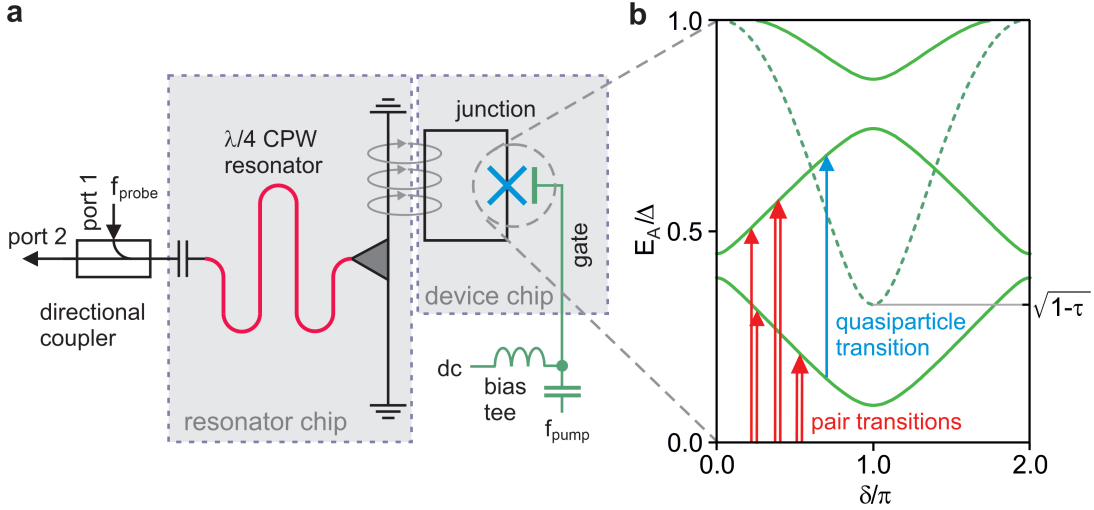 a
port 1
f_probe
port 2
directional
coupler
λ/4 CPW
resonator
resonator chip
junction
gate
device chip
dc
bias
tee
f_pump
b
E_A/Δ
1.0
0.5
0.0
quasiparticle
transition
pair transitions
√1-τ
0.0
1.0
2.0
δ/π